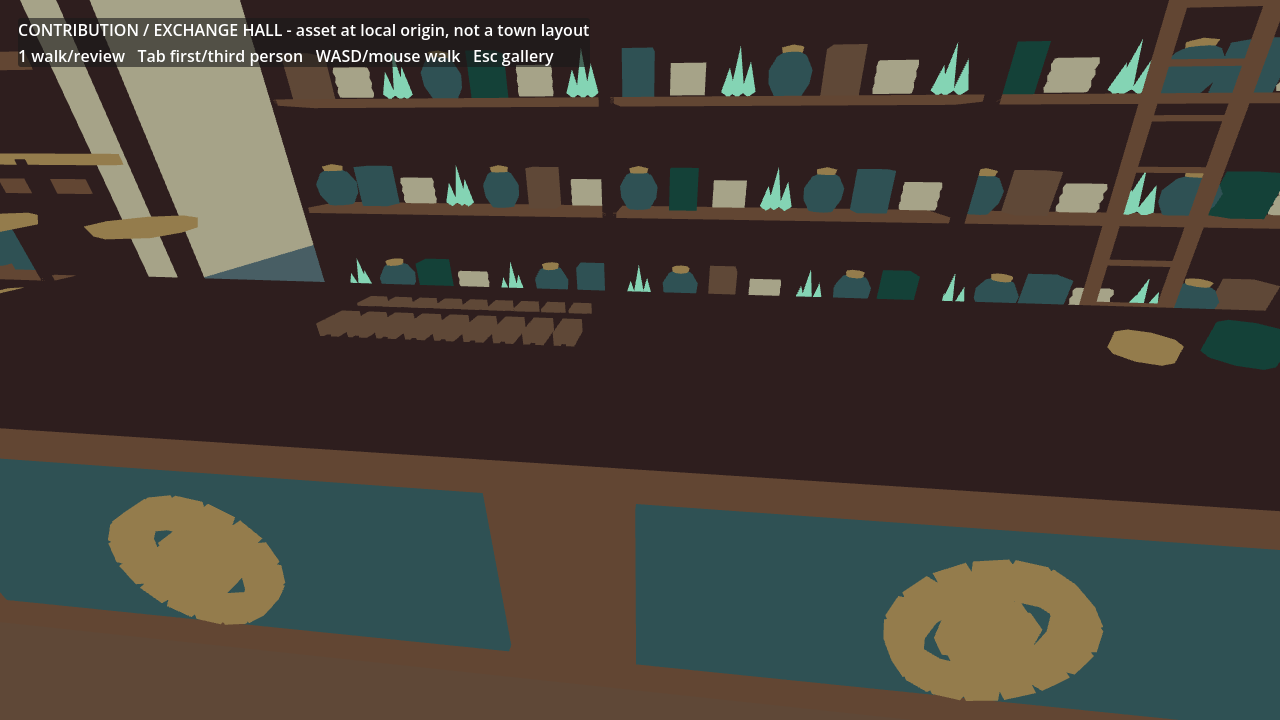 CONTRIBUTION / EXCHANGE HALL - asset at local origin, not a town layout
1 walk/review   Tab first/third person   WASD/mouse walk   Esc gallery